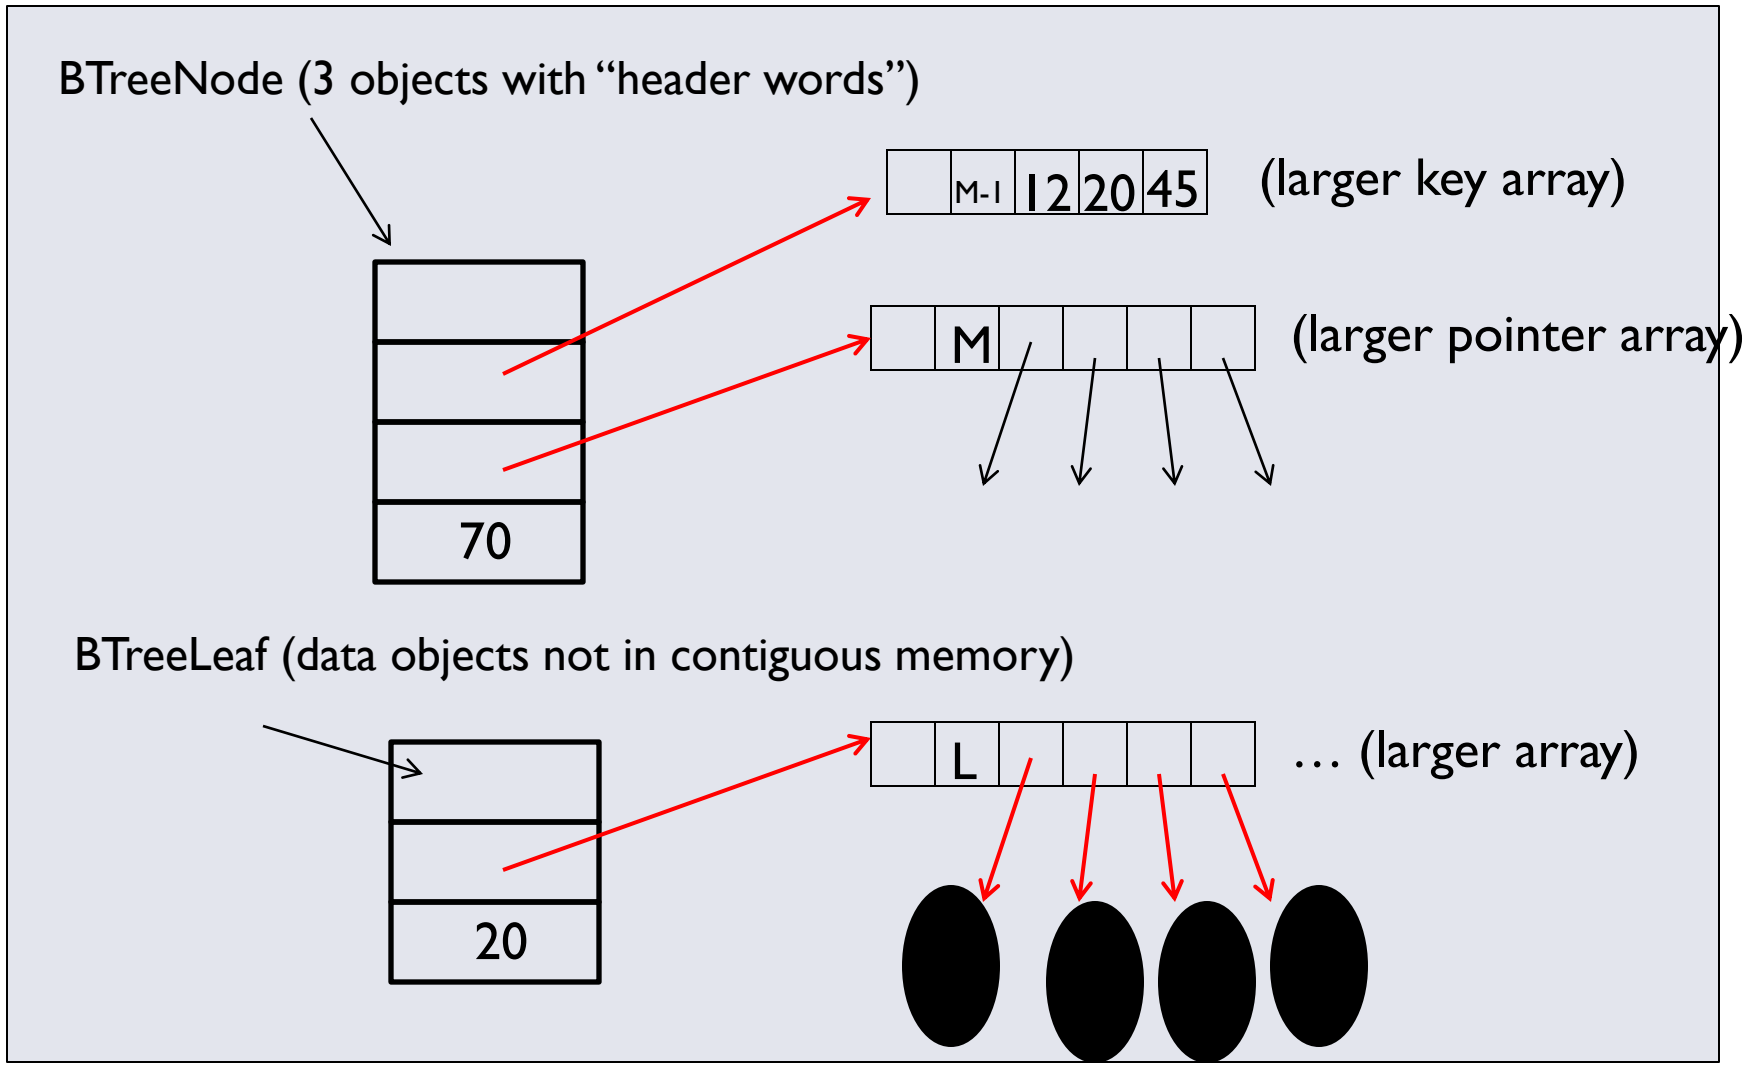 BTreeNode (3 objects with “header words”)
M-1 12 20 45 (larger key array)
M (larger pointer array)
70
BTreeLeaf (data objects not in contiguous memory)
L … (larger array)
20